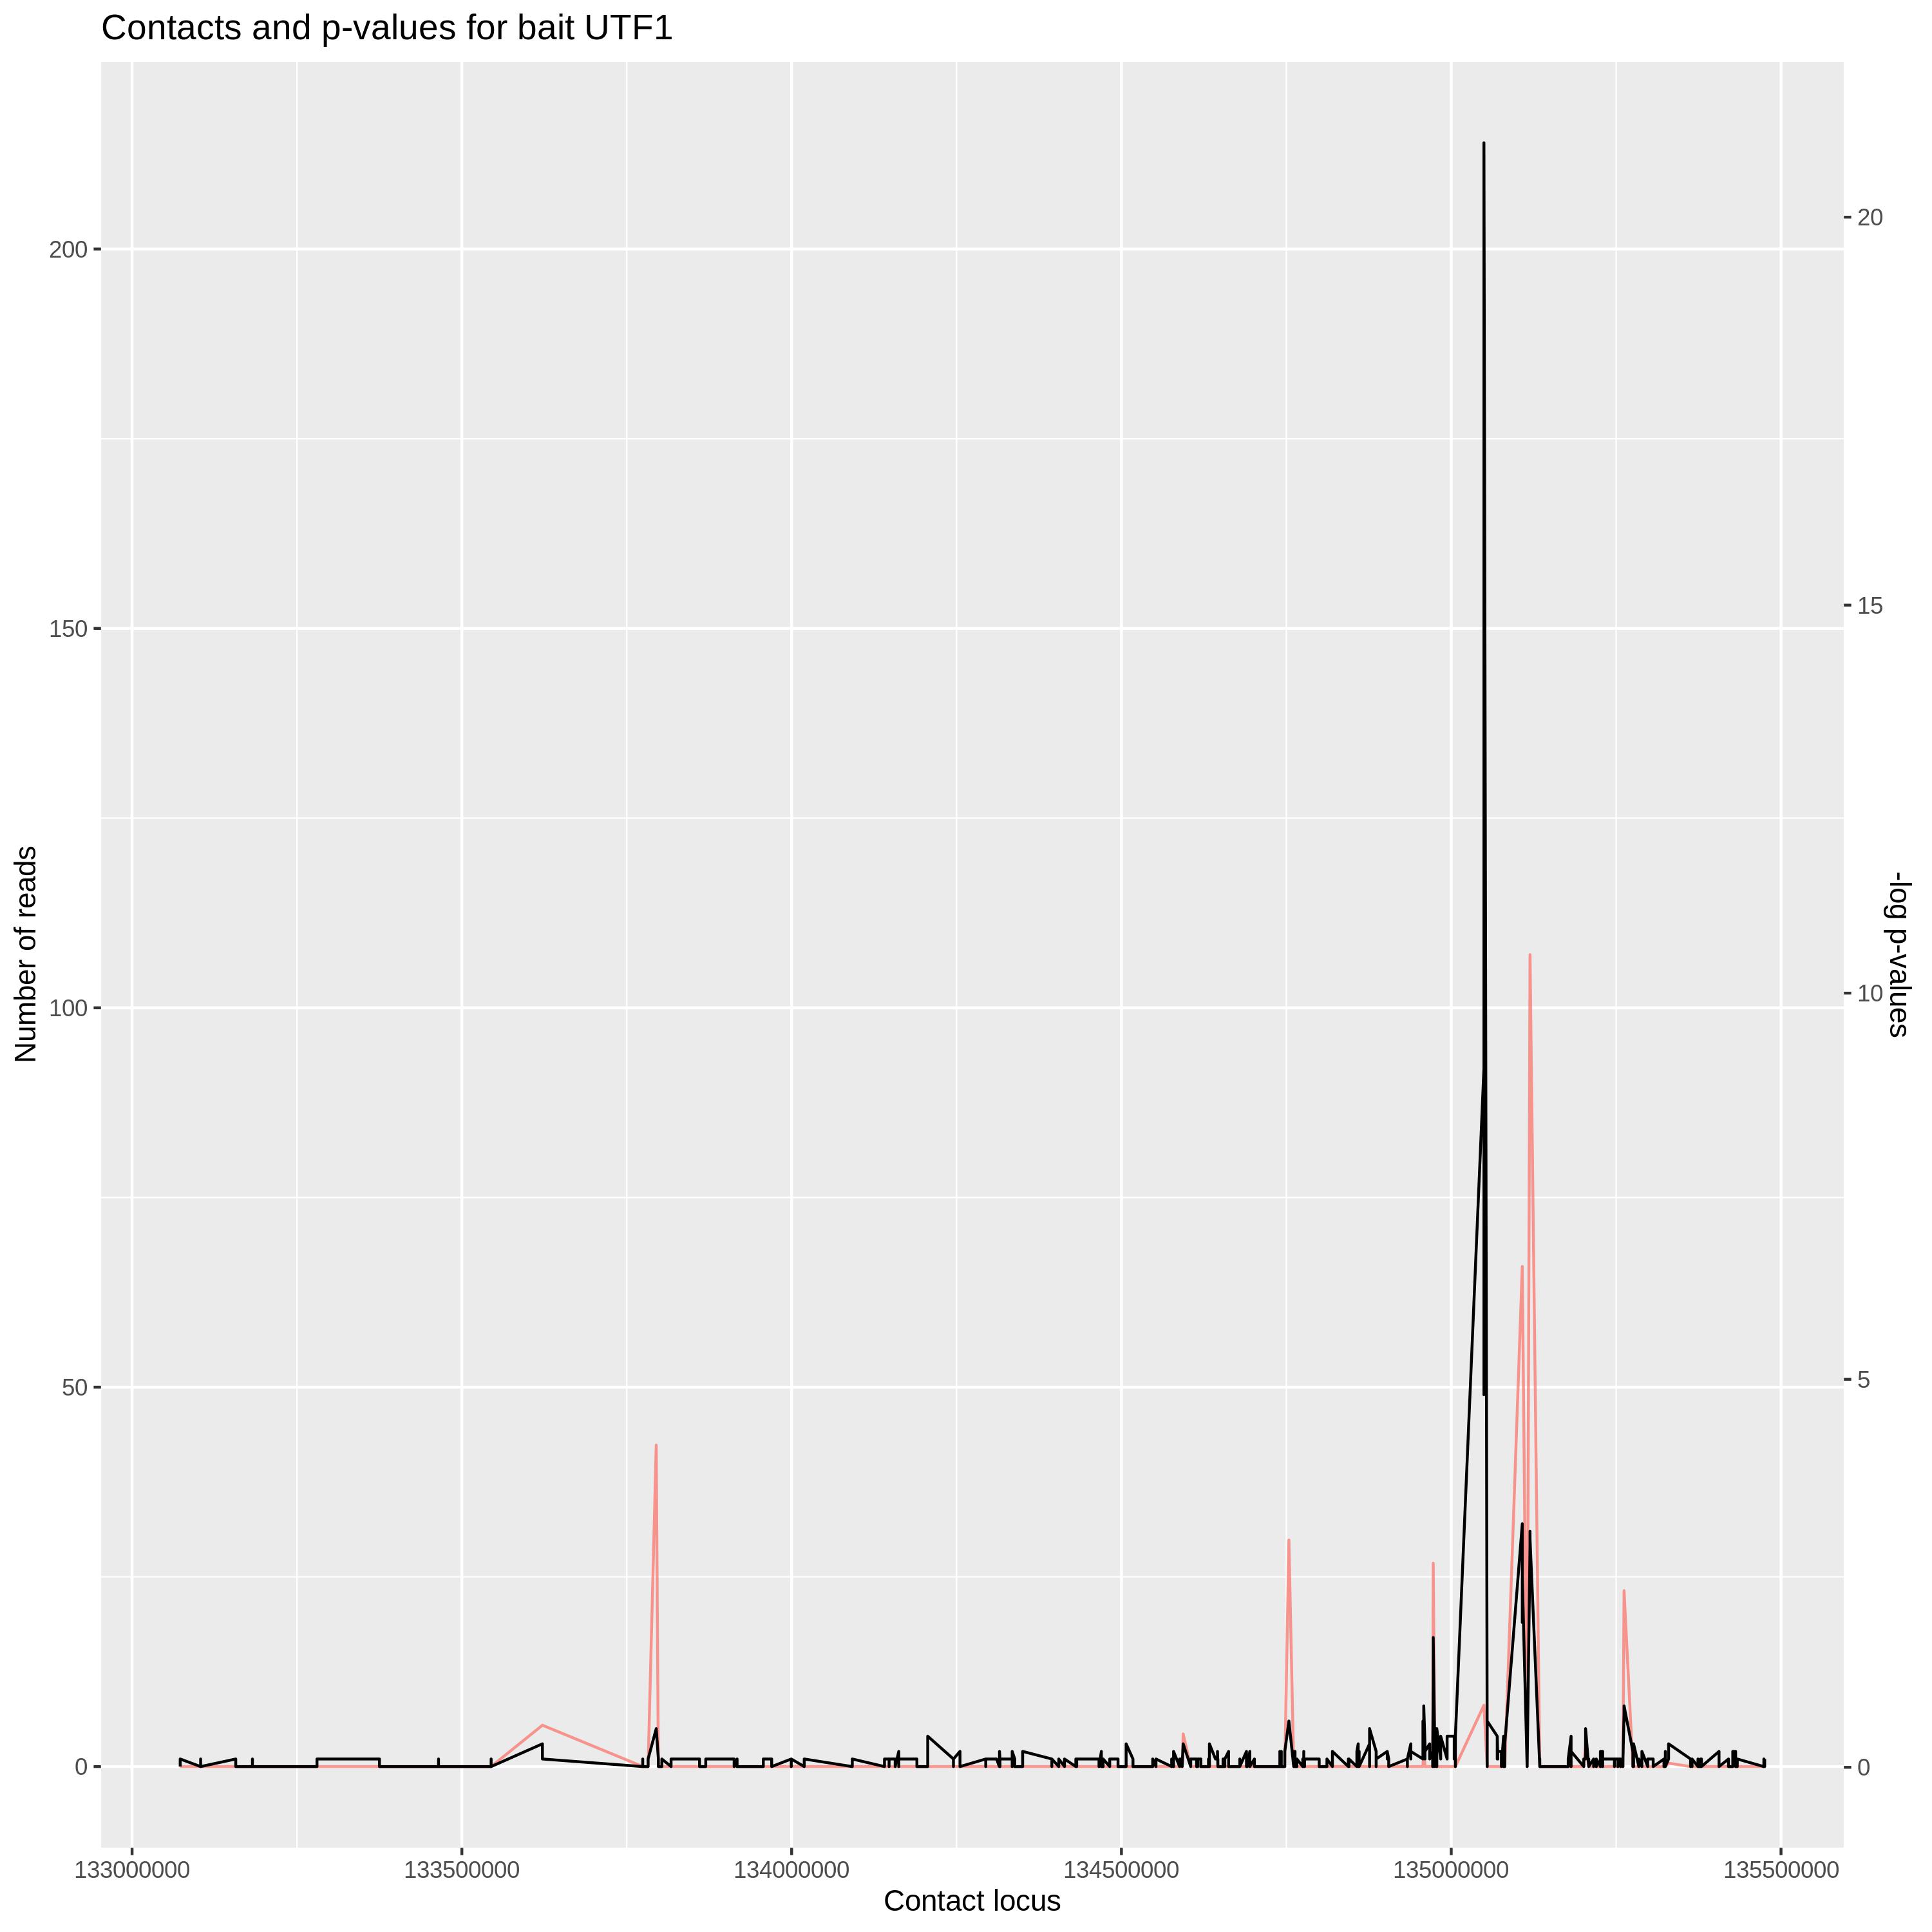 Contacts and p-values for bait UTF1
200
150
100
50
0
Number of reads
20
15
10
5
0
-log p-values
133000000 133500000 134000000 134500000 135000000 135500000
Contact locus